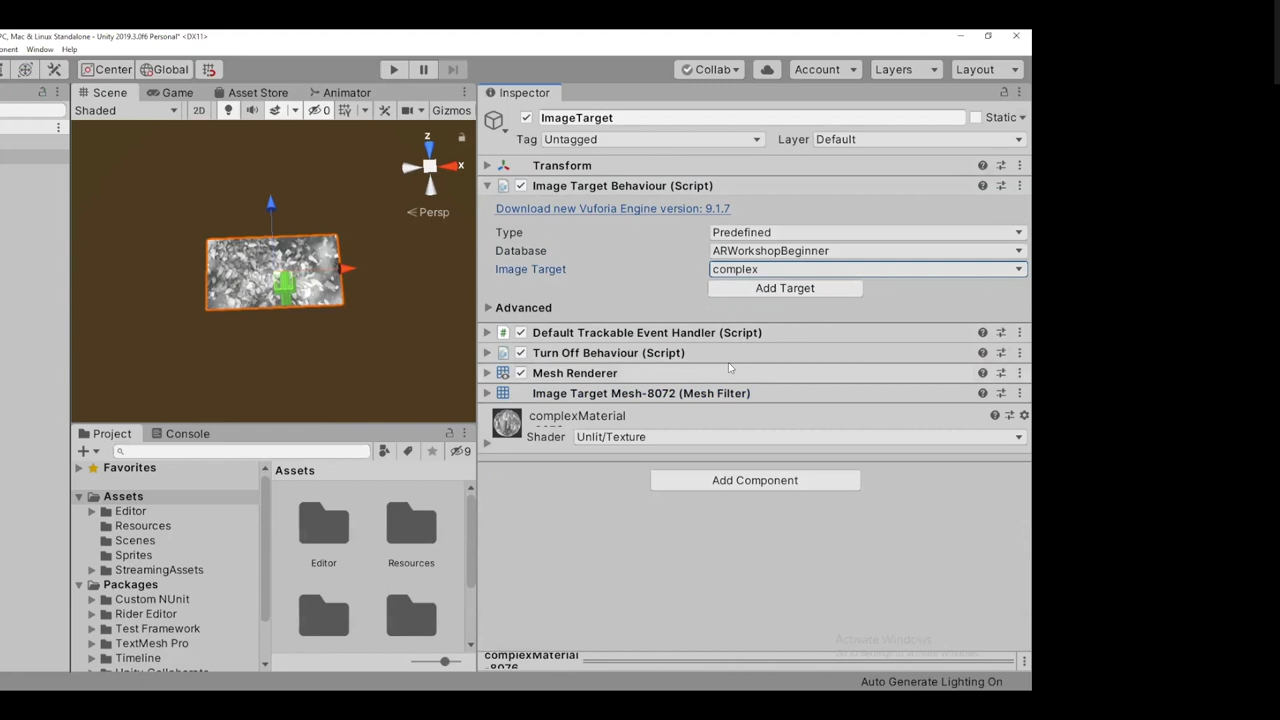 PC, Mac & Linux Standalone - Unity 2019.3.0f6 Personal* <DX11>
onent Window Help
Center Global Collab Account Layers Layout
Scene Game Asset Store Animator
Shaded 2D 0 Gizmos
z
x
Persp
Inspector
ImageTarget Static
Tag Untagged Layer Default
Transform
Image Target Behaviour (Script)
Download new Vuforia Engine version: 9.1.7
Type Predefined
Database ARWorkshopBeginner
Image Target complex
Add Target
Advanced
Default Trackable Event Handler (Script)
Turn Off Behaviour (Script)
Mesh Renderer
Image Target Mesh-8072 (Mesh Filter)
complexMaterial
Shader Unlit/Texture
Add Component
Project Console
9
Favorites
Assets
Editor
Resources
Scenes
Sprites
StreamingAssets
Packages
Custom NUnit
Rider Editor
Test Framework
TextMesh Pro
Timeline
Assets
Editor
Resources
Activate Windows
complexMaterial
-8076
Auto Generate Lighting On